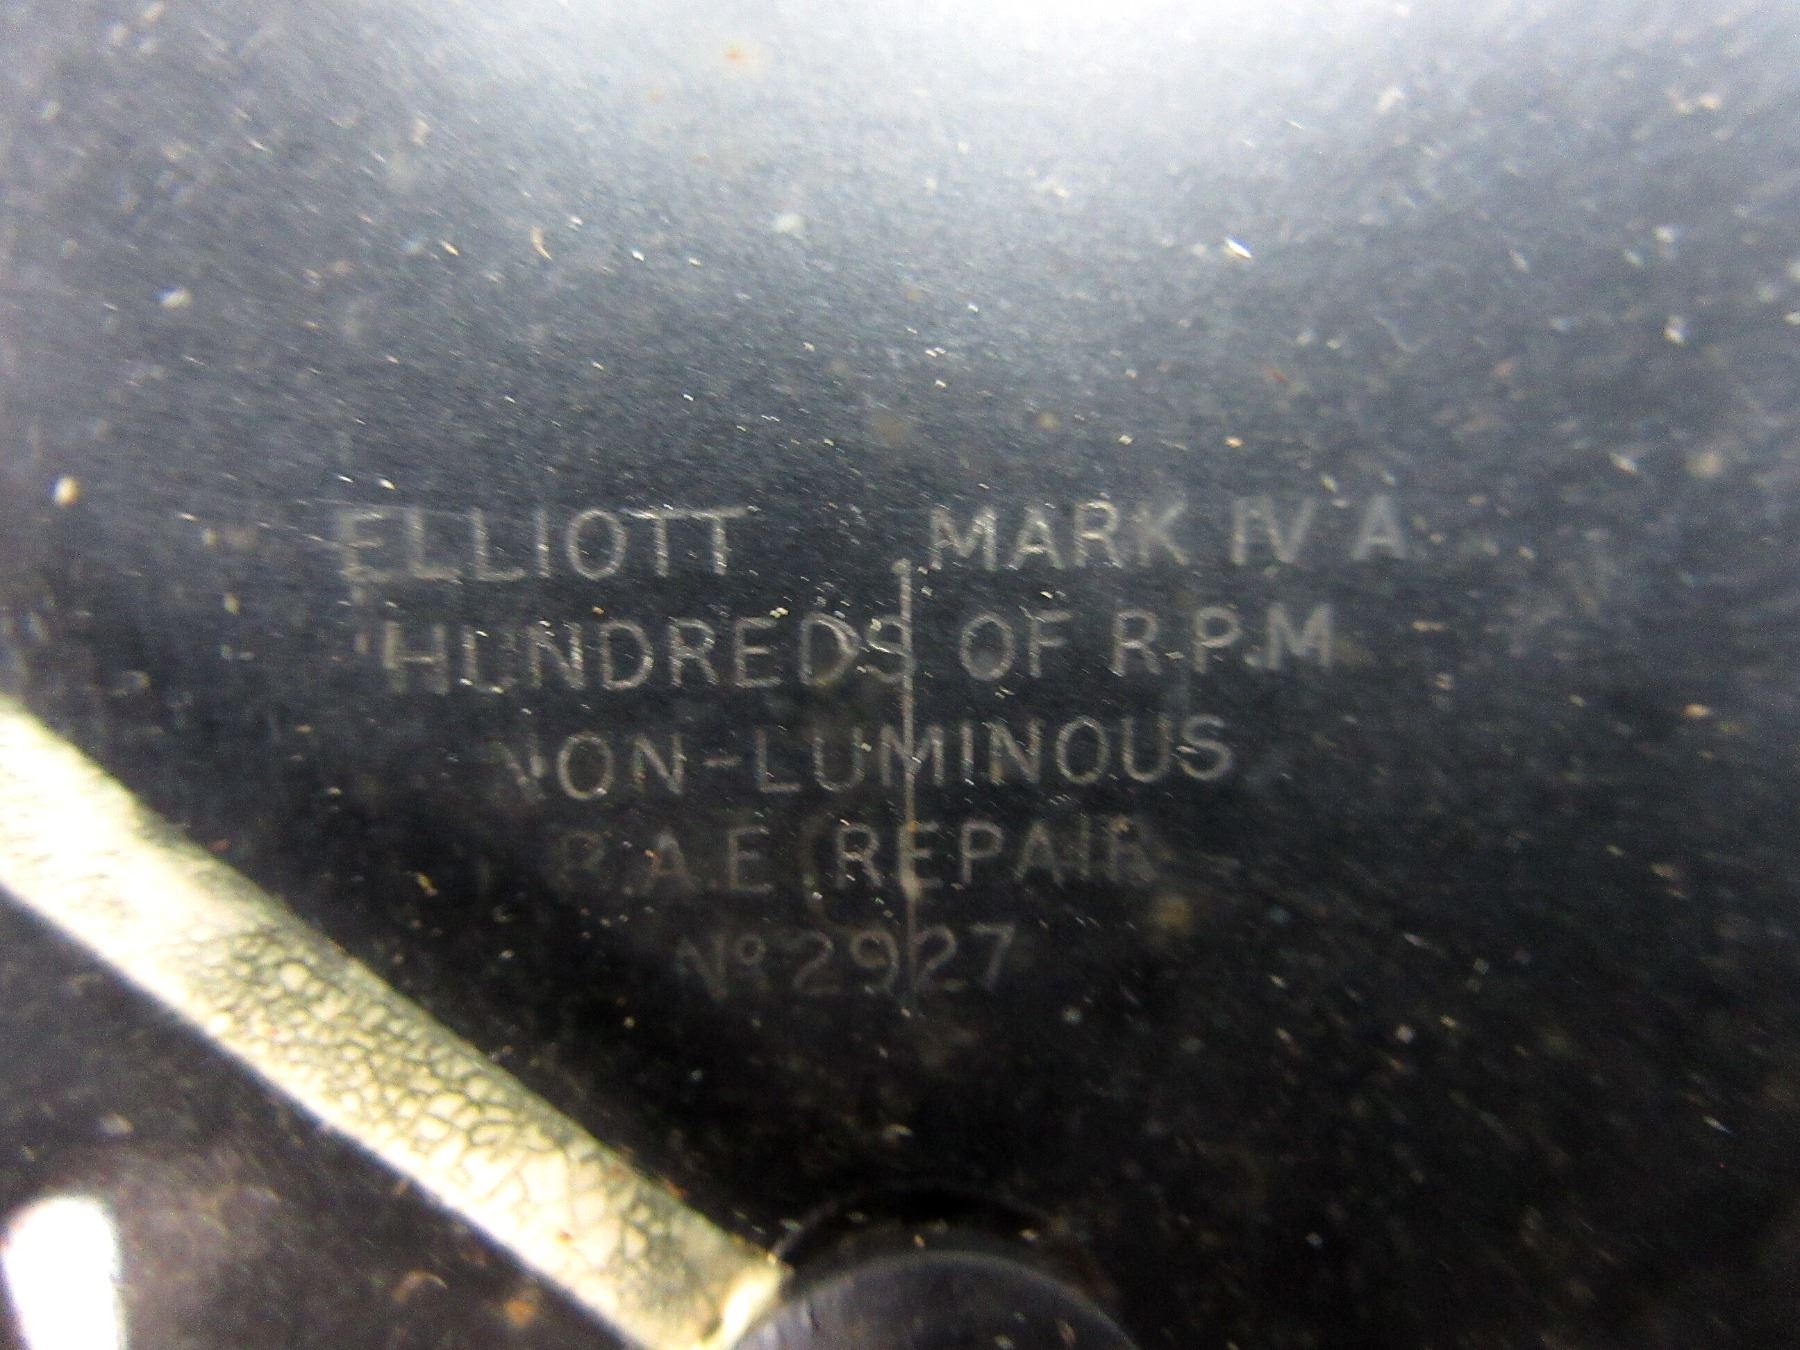 ELLIOTT MARK IV A
HUNDREDS OF R.P.M
NON-LUMINOUS
R.A.E REPAIR
Nº 2927